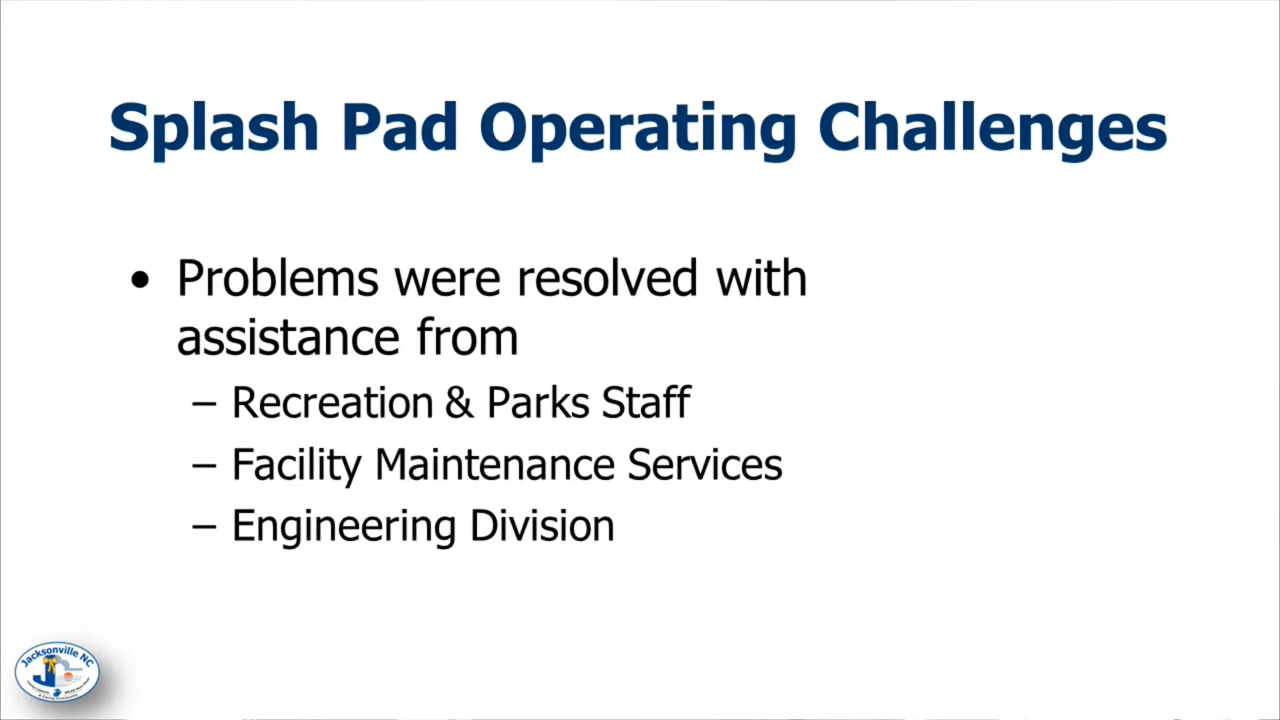 Splash Pad Operating Challenges
• Problems were resolved with
assistance from
– Recreation & Parks Staff
– Facility Maintenance Services
– Engineering Division
Jacksonville NC